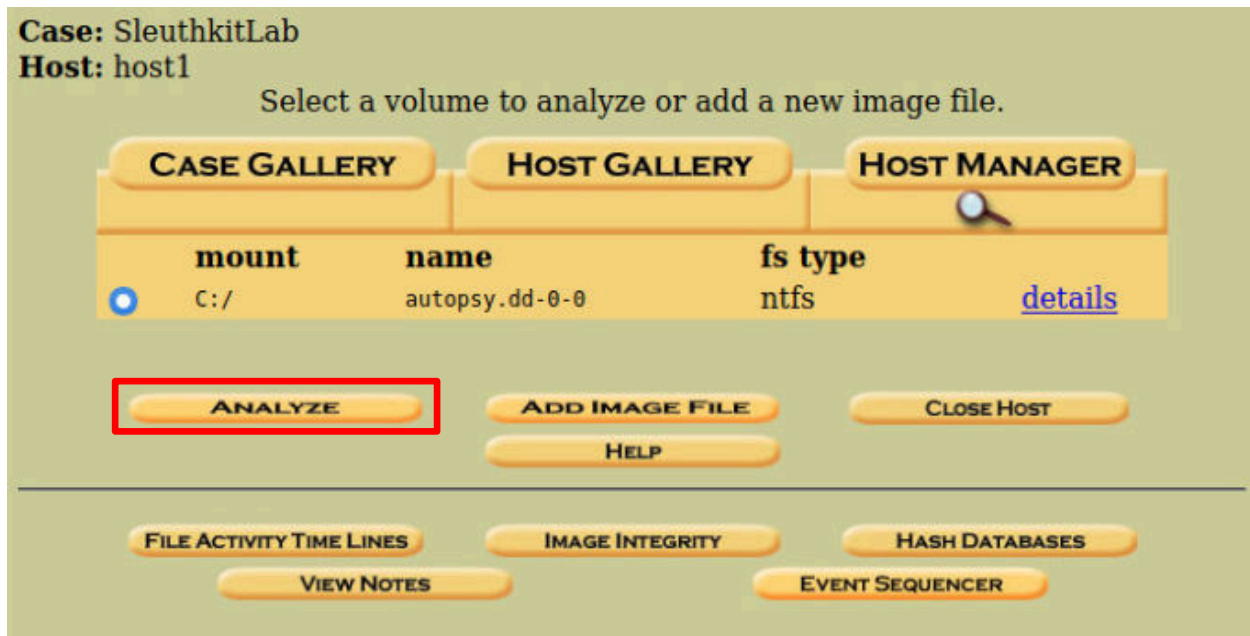 Case: SleuthkitLab
Host: host1
Select a volume to analyze or add a new image file.
CASE GALLERY HOST GALLERY HOST MANAGER
mount name fs type
C:/ autopsy.dd-0-0 ntfs details
ANALYZE ADD IMAGE FILE CLOSE HOST
HELP
FILE ACTIVITY TIME LINES IMAGE INTEGRITY HASH DATABASES
VIEW NOTES EVENT SEQUENCER